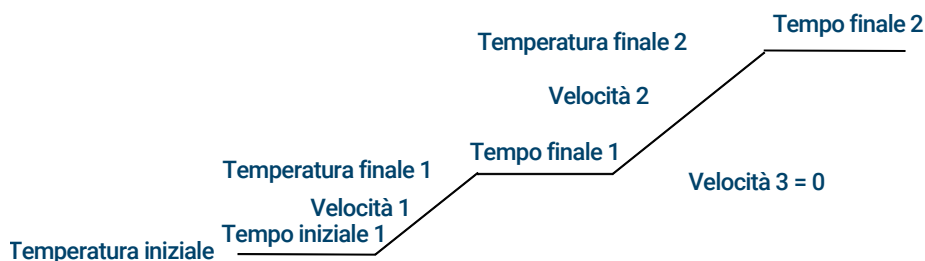 Tempo finale 2
Temperatura finale 2
Velocità 2
Tempo finale 1
Temperatura finale 1
Velocità 3 = 0
Velocità 1
Tempo iniziale 1
Temperatura iniziale